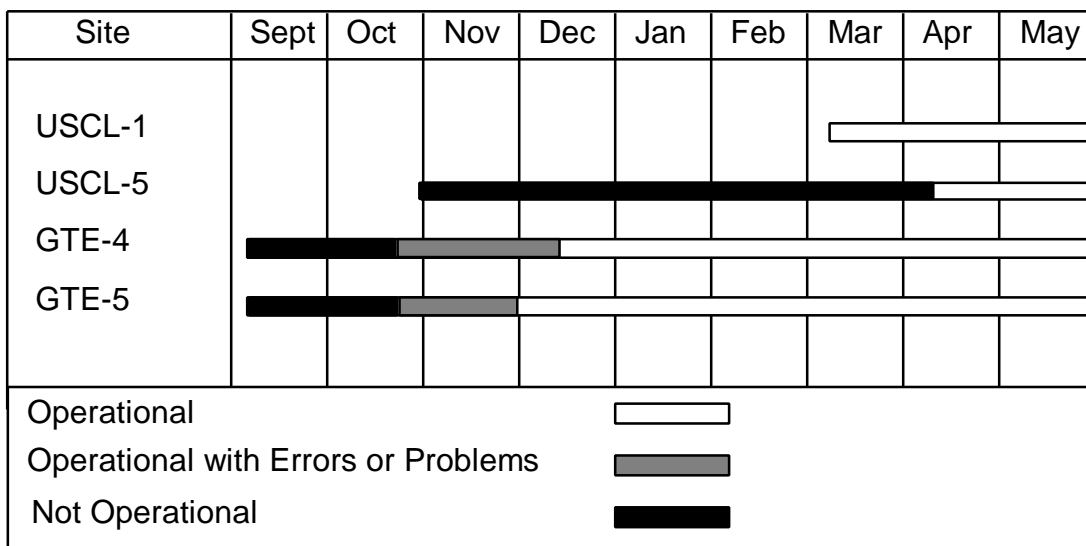 Site Sept Oct Nov Dec Jan Feb Mar Apr May
USCL-1
USCL-5
GTE-4
GTE-5
Operational
Operational with Errors or Problems
Not Operational